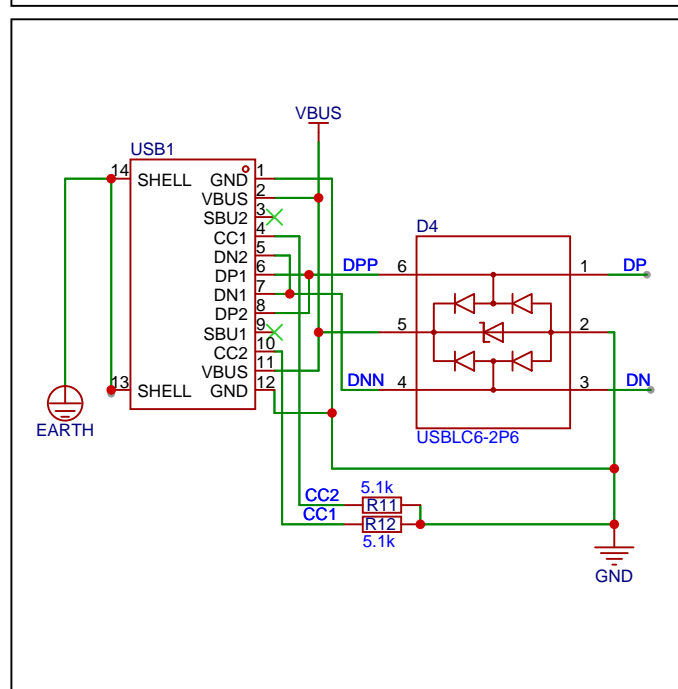 VBUS
USB1
14 SHELL GND 1
VBUS 2
SBU2 3
CC1 4
DN2 5
DP1 6
DN1 7
DP2 8
SBU1 9
CC2 10
VBUS 11
13 SHELL GND 12
EARTH
D4
DPP 6 1 DP
5 2
DNN 4 3 DN
USBLC6-2P6
5.1k
CC2 R11
CC1 R12
5.1k
GND